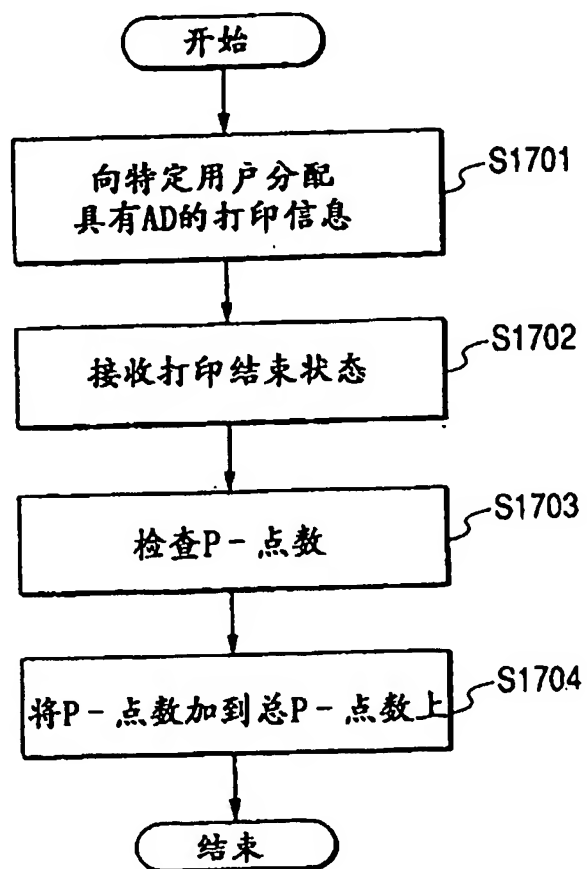 开始
向特定用户分配
具有AD的打印信息
S1701
接收打印结束状态
S1702
检查P-点数
S1703
将P-点数加到总P-点数上
S1704
结束